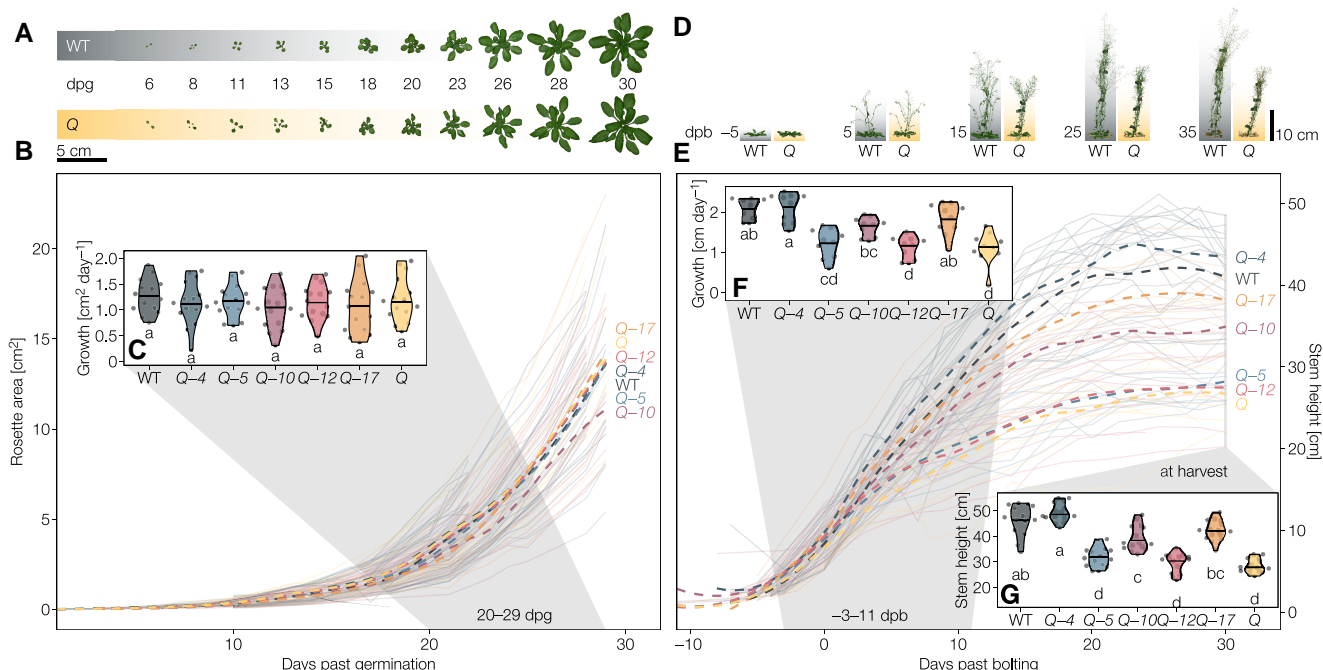 A
WT
dpg 6 8 11 13 15 18 20 23 26 28 30
Q
5 cm
D
dpb –5 5 15 25 35
WT Q WT Q WT Q WT Q WT Q
10 cm
B
Rosette area [cm²]
20
15
10
5
0
10 20 30
Days past germination
20–29 dpg
Q–17
Q
Q–12
Q–4
WT
Q–5
Q–10
C
Growth [cm² day⁻¹]
2.0
1.5
1.0
0.5
0
a a a a a a a
WT Q–4 Q–5 Q–10 Q–12 Q–17 Q
E
Stem height [cm]
50
40
30
20
10
0
–10 0 10 20 30
Days past bolting
–3–11 dpb
at harvest
Q–4
WT
Q–17
Q–10
Q–5
Q–12
Q
F
Growth [cm day⁻¹]
2
1
0
ab a cd bc d ab d
WT Q–4 Q–5 Q–10 Q–12 Q–17 Q
G
Stem height [cm]
50
40
30
20
ab a d c d bc d
WT Q–4 Q–5 Q–10 Q–12 Q–17 Q